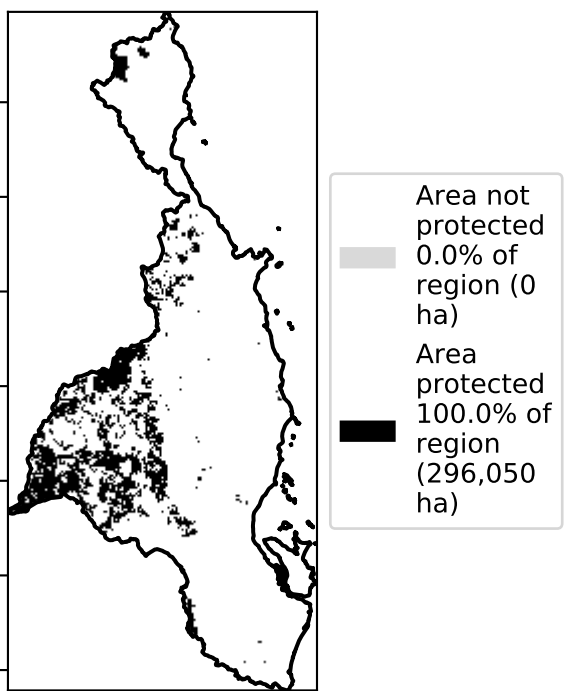 Area not
protected
0.0% of
region (0
ha)
Area
protected
100.0% of
region
(296,050
ha)